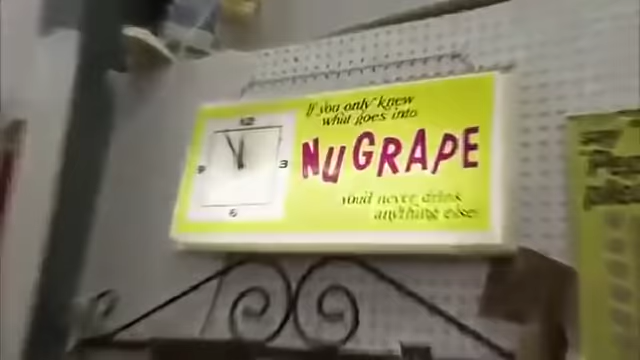 If you only knew
what goes into
NUGRAPE
you'd never drink
anything else
12
3
6
9